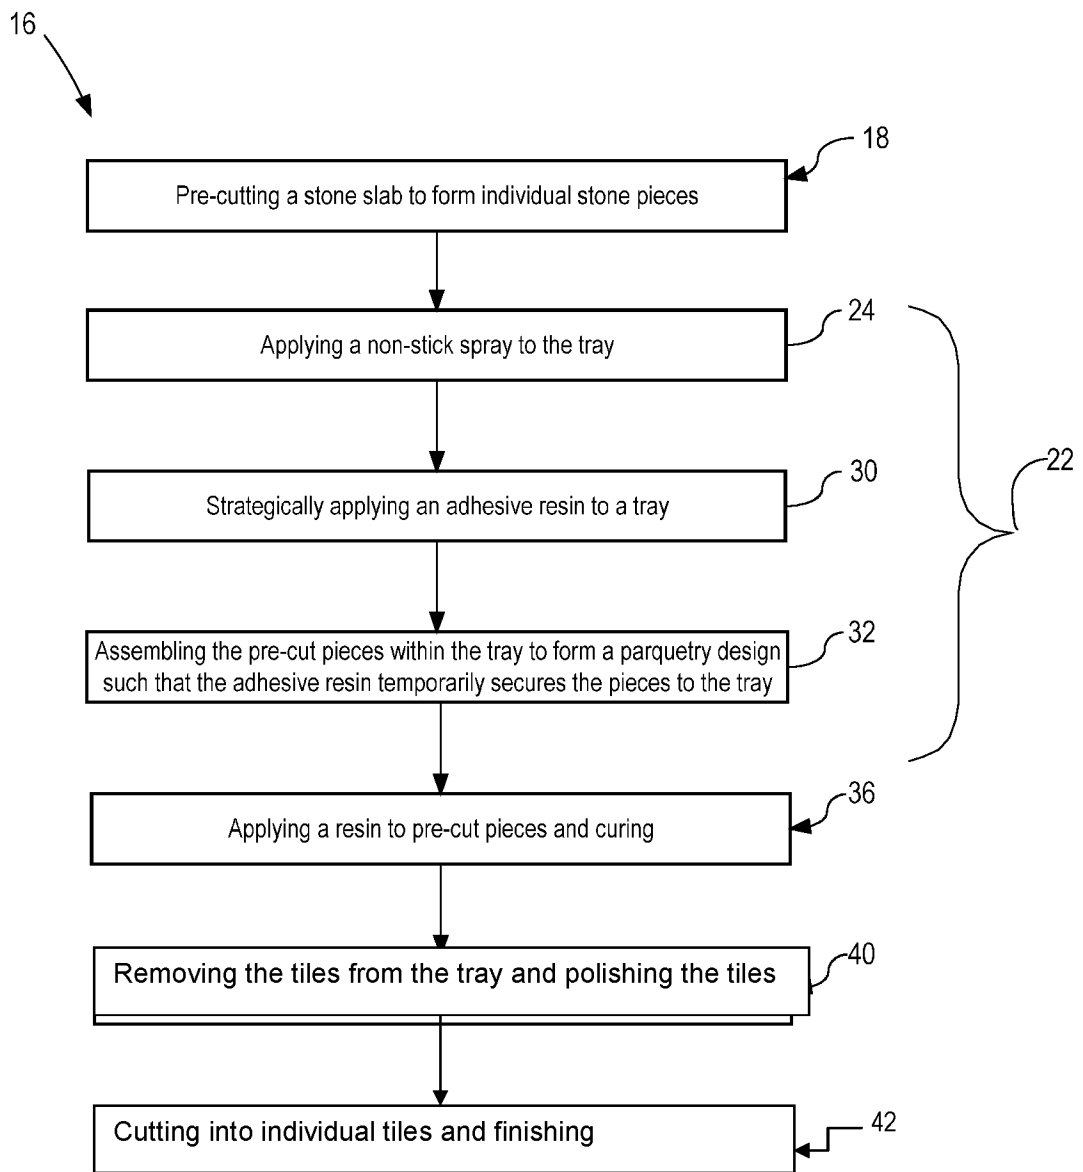 16
18
Pre-cutting a stone slab to form individual stone pieces
24
Applying a non-stick spray to the tray
22
30
Strategically applying an adhesive resin to a tray
32
Assembling the pre-cut pieces within the tray to form a parquetry design
such that the adhesive resin temporarily secures the pieces to the tray
36
Applying a resin to pre-cut pieces and curing
40
Removing the tiles from the tray and polishing the tiles
42
Cutting into individual tiles and finishing